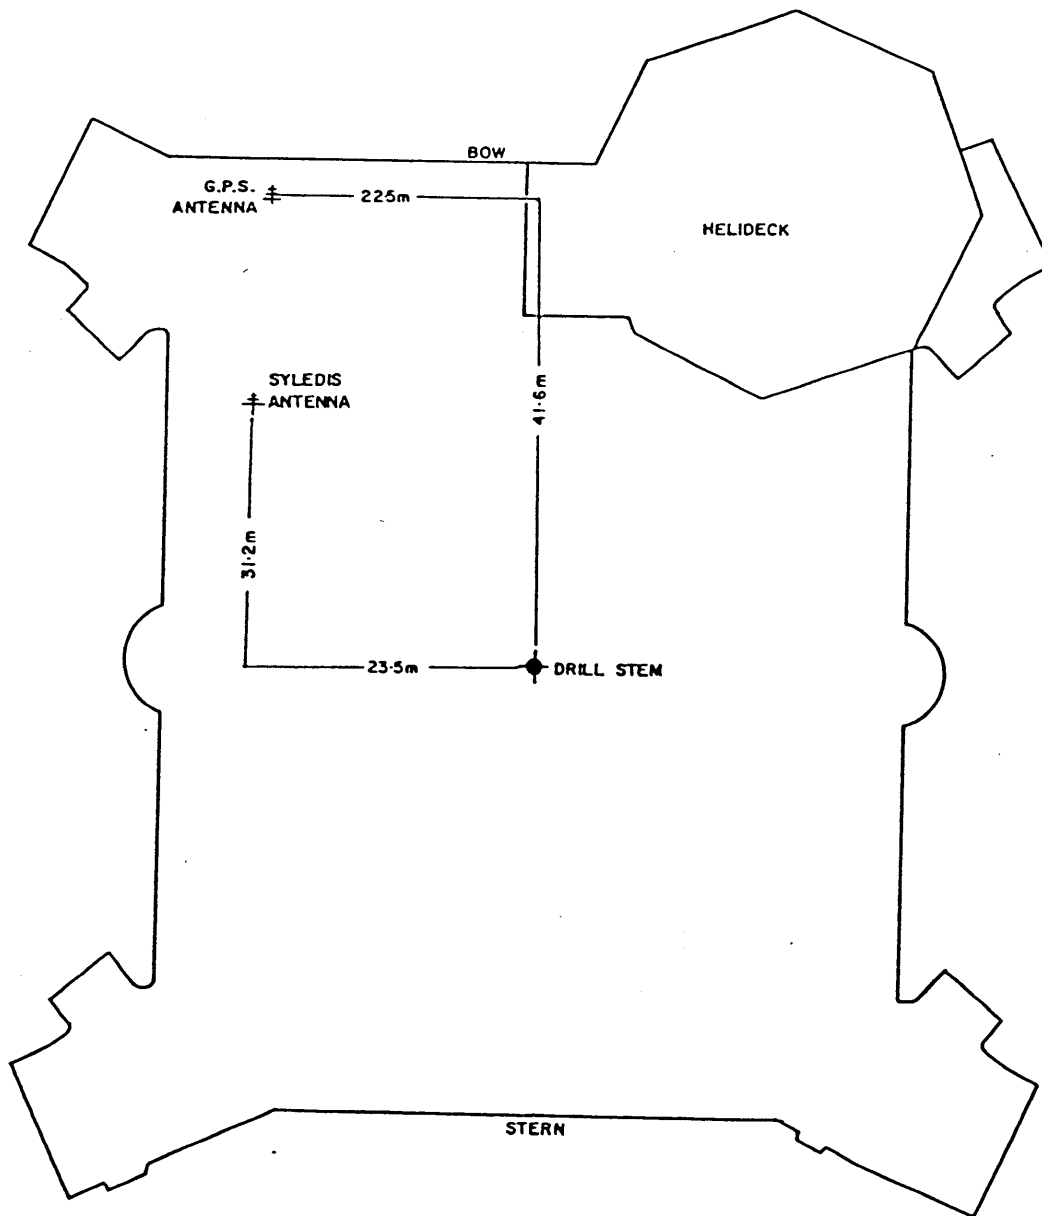 BOW
G.P.S.
ANTENNA
225m
HELIDECK
SYLEDIS
ANTENNA
41·6m
31·2m
23·5m
DRILL STEM
STERN